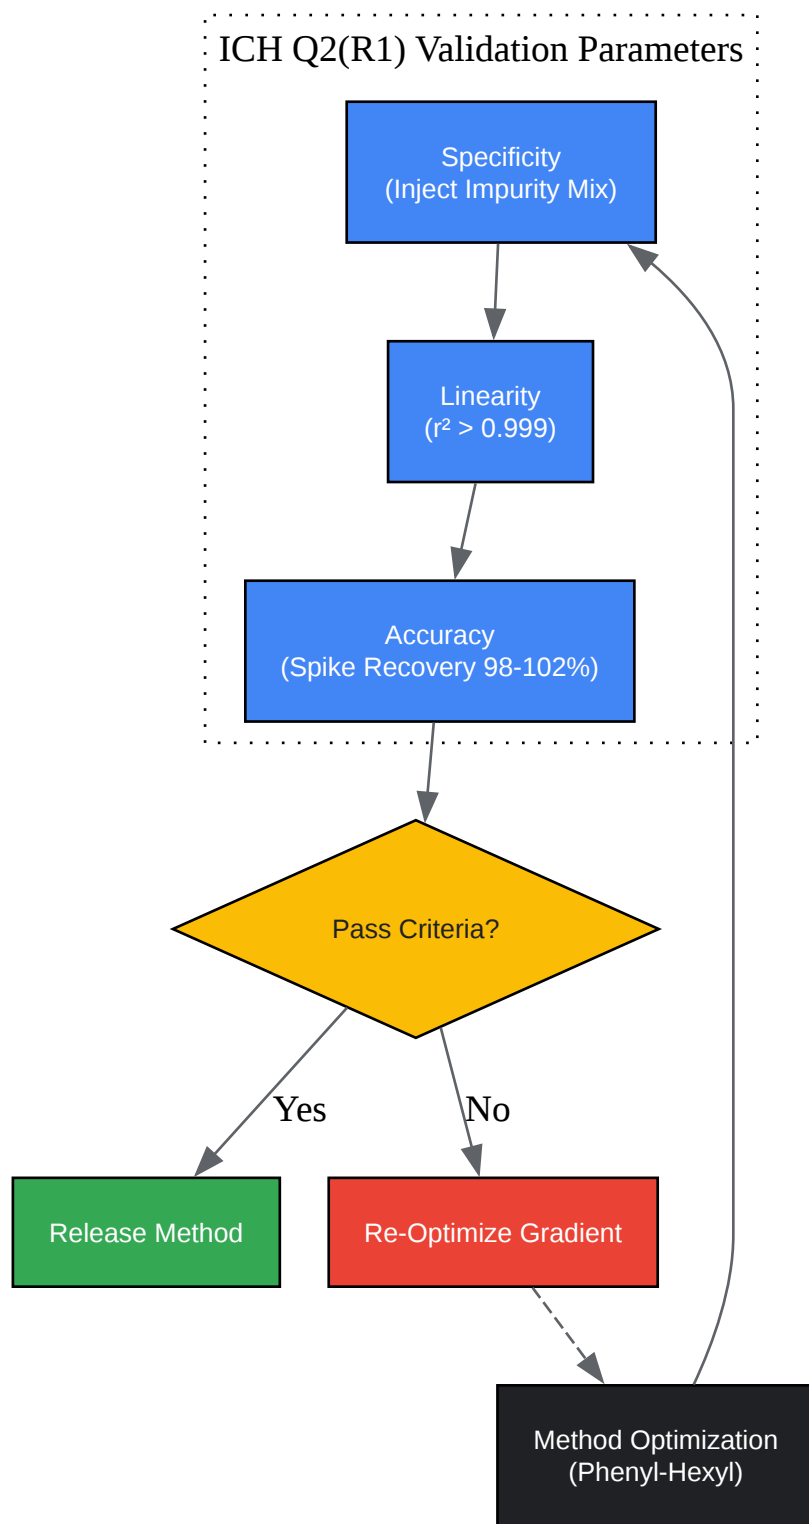 ICH Q2(R1) Validation Parameters
Specificity
(Inject Impurity Mix)
Linearity
(r² > 0.999)
Accuracy
(Spike Recovery 98-102%)
Pass Criteria?
Yes
No
Release Method
Re-Optimize Gradient
Method Optimization
(Phenyl-Hexyl)